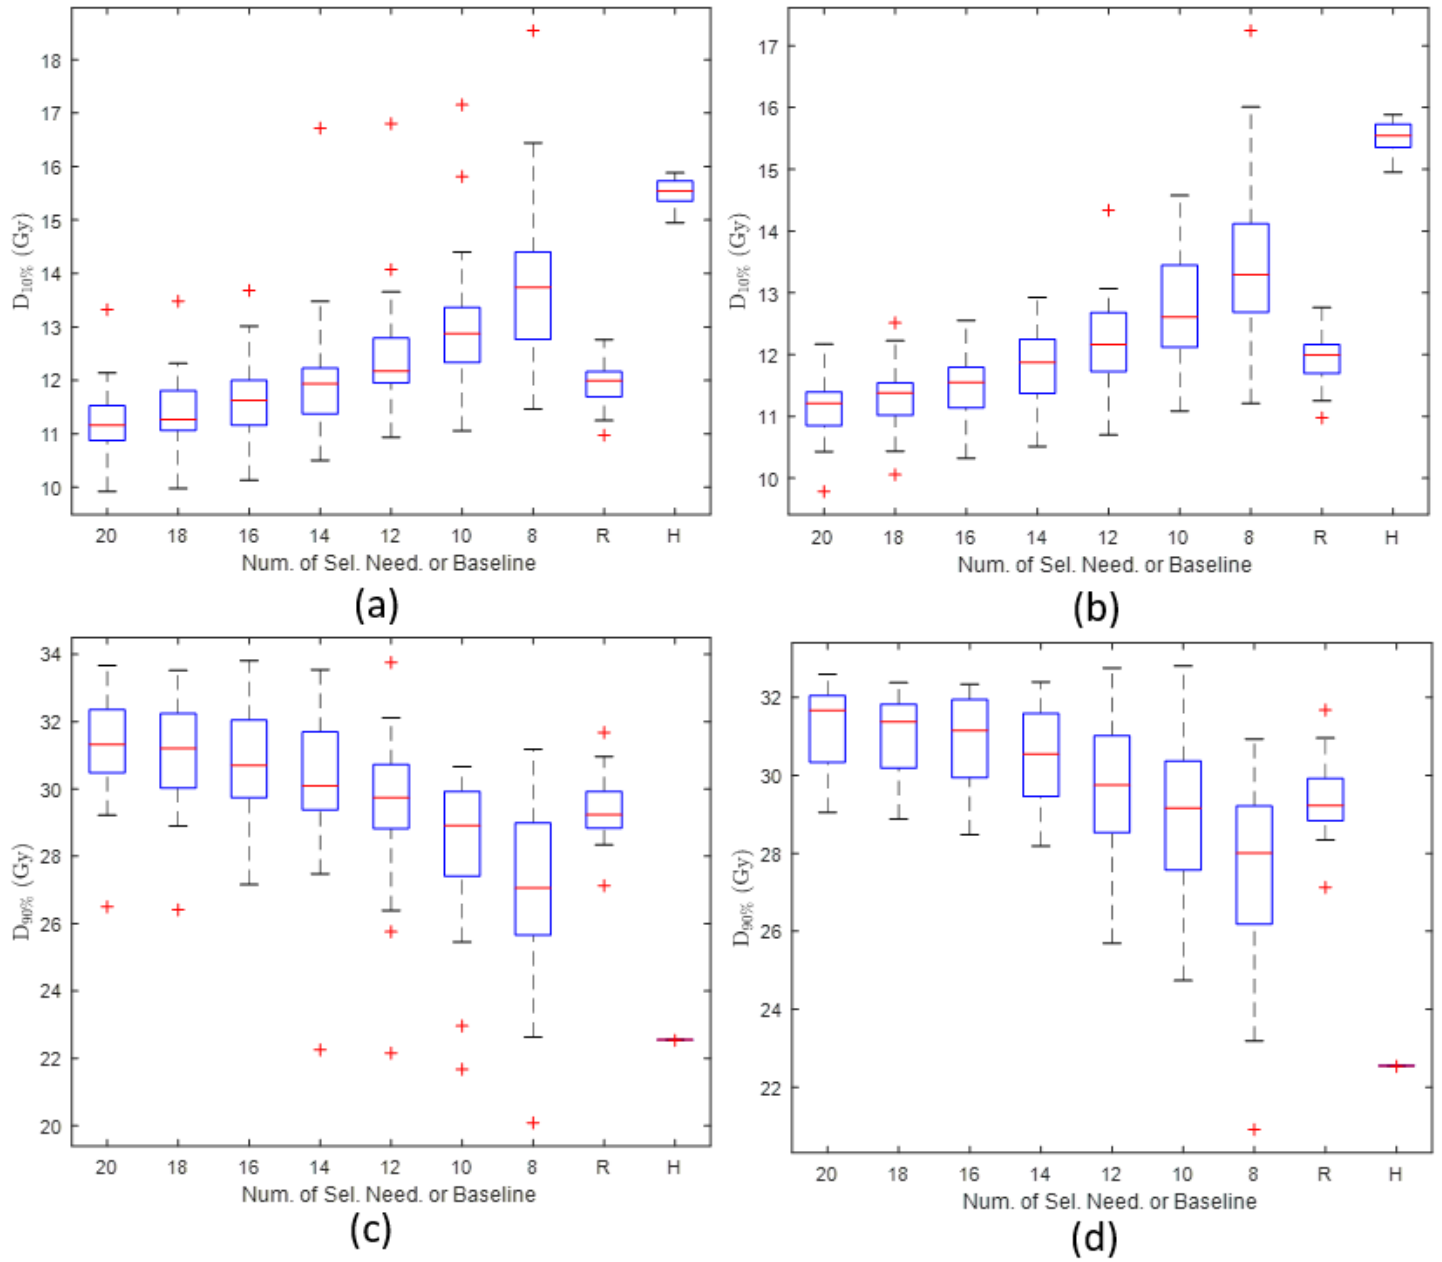 18
17
16
15
14
13
12
11
10
D10% (Gy)
20 18 16 14 12 10 8 R H
Num. of Sel. Need. or Baseline
(a)
17
16
15
14
13
12
11
10
D10% (Gy)
20 18 16 14 12 10 8 R H
Num. of Sel. Need. or Baseline
(b)
34
32
30
28
26
24
22
20
D90% (Gy)
20 18 16 14 12 10 8 R H
Num. of Sel. Need. or Baseline
(c)
32
30
28
26
24
22
D90% (Gy)
20 18 16 14 12 10 8 R H
Num. of Sel. Need. or Baseline
(d)